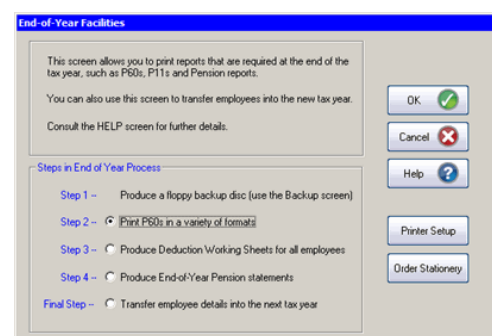 End-of-Year Facilities
This screen allows you to print reports that are required at the end of the
tax year, such as P60s, P11s and Pension reports.
You can also use this screen to transfer employees into the new tax year.
Consult the HELP screen for further details.
OK
Cancel
Help
Steps in End of Year Process
Step 1 -- Produce a floppy backup disc (use the Backup screen)
Step 2 -- Print P60s in a variety of formats
Step 3 -- Produce Deduction Working Sheets for all employees
Step 4 -- Produce End-of-Year Pension statements
Final Step -- Transfer employee details into the next tax year
Printer Setup
Order Stationery